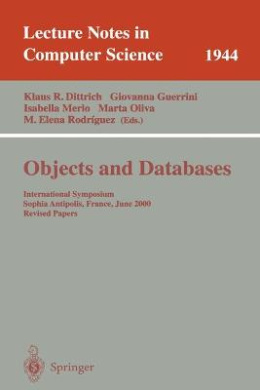 Lecture Notes in
Computer Science 1944
Klaus R. Dittrich Giovanna Guerrini
Isabella Merlo Marta Oliva
M. Elena Rodríguez (Eds.)
Objects and Databases
International Symposium
Sophia Antipolis, France, June 2000
Revised Papers
Springer